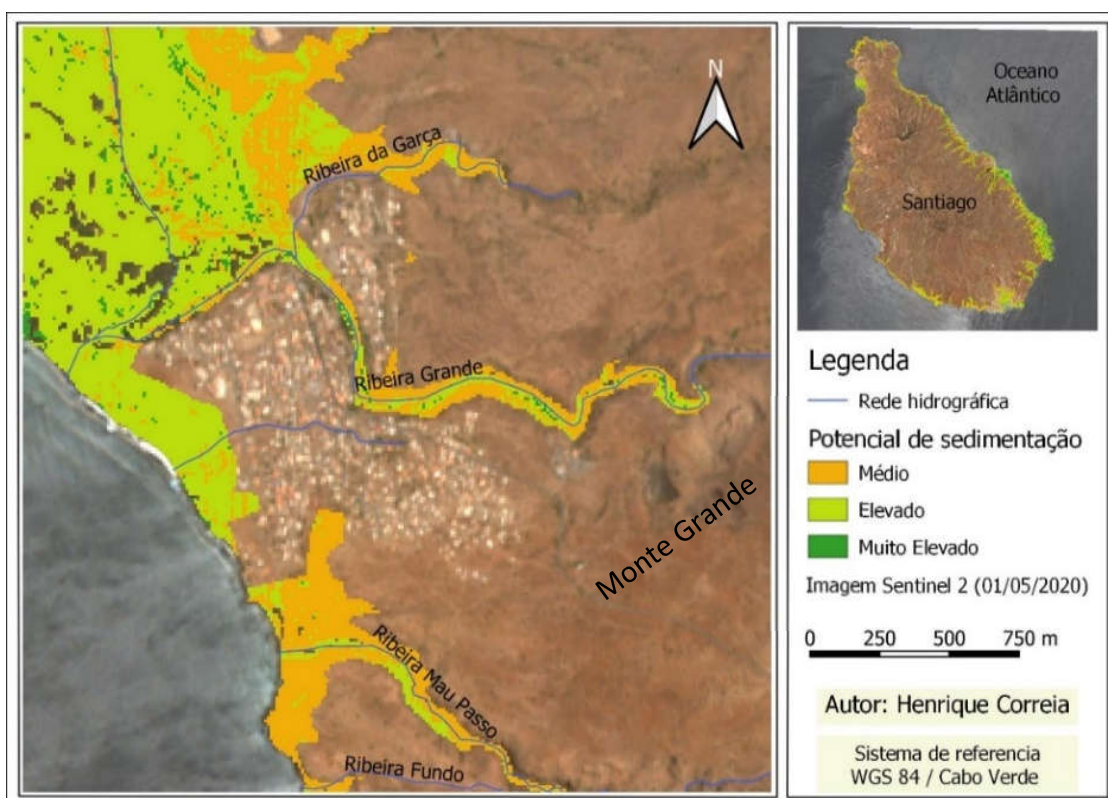 N
Ribeira da Garça
Ribeira Grande
Monte Grande
Ribeira Mau Passo
Ribeira Fundo
Oceano
Atlântico
Santiago
Legenda
Rede hidrográfica
Potencial de sedimentação
Médio
Elevado
Muito Elevado
Imagem Sentinel 2 (01/05/2020)
0 250 500 750 m
Autor: Henrique Correia
Sistema de referencia
WGS 84 / Cabo Verde